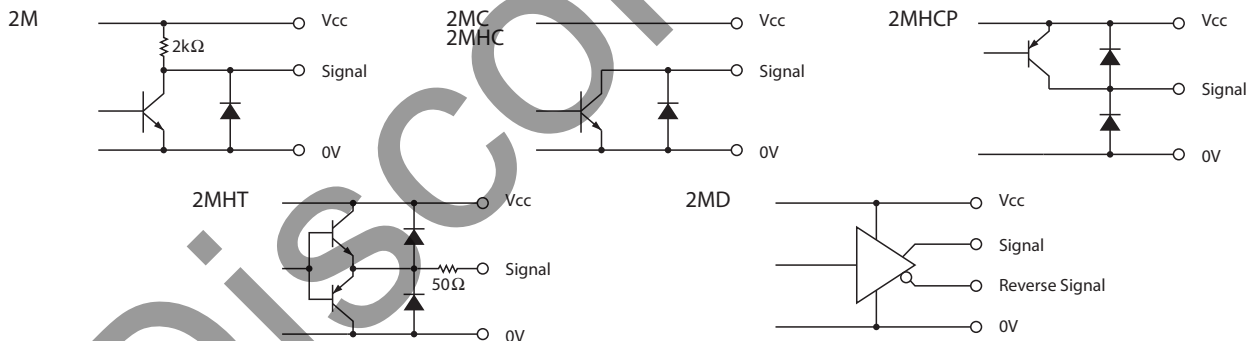 2M
Vcc
2kΩ
Signal
0V
2MC
2MHC
Vcc
Signal
0V
2MHCP
Vcc
Signal
0V
2MHT
Vcc
Signal
50Ω
0V
2MD
Vcc
Signal
Reverse Signal
0V